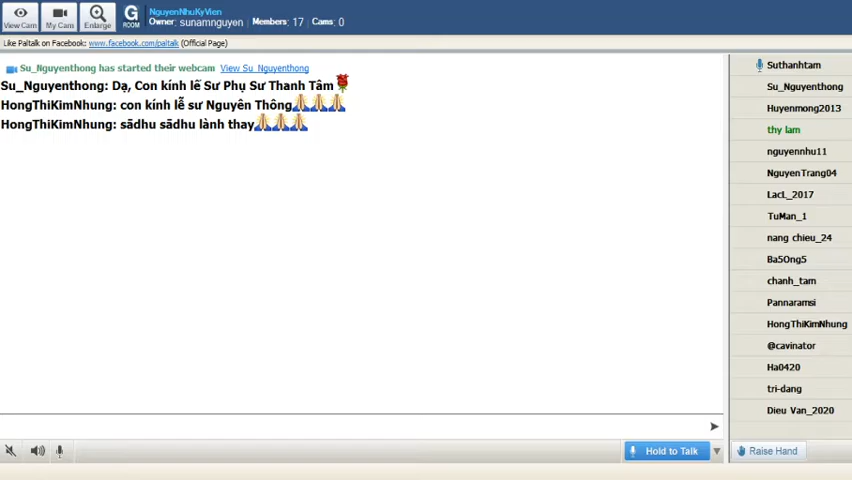 View Cam
My Cam
Enlarge
G
ROOM
NguyenNhuKyVien
Owner: sunamnguyen Members: 17 Cams: 0
Like Paltalk on Facebook: www.facebook.com/paltalk (Official Page)
Su_Nguyenthong has started their webcam View Su_Nguyenthong
Su_Nguyenthong: Dạ, Con kính lễ Sư Phụ Sư Thanh Tâm
HongThiKimNhung: con kính lễ sư Nguyên Thông
HongThiKimNhung: sādhu sādhu lành thay
Suthanhtam
Su_Nguyenthong
Huyenmong2013
thy lam
nguyennhu11
NguyenTrang04
LacL_2017
TuMan_1
nang chieu_24
Ba5Ong5
chanh_tam
Pannaramsi
HongThiKimNhung
@cavinator
Ha0420
tri-dang
Dieu Van_2020
Hold to Talk
Raise Hand